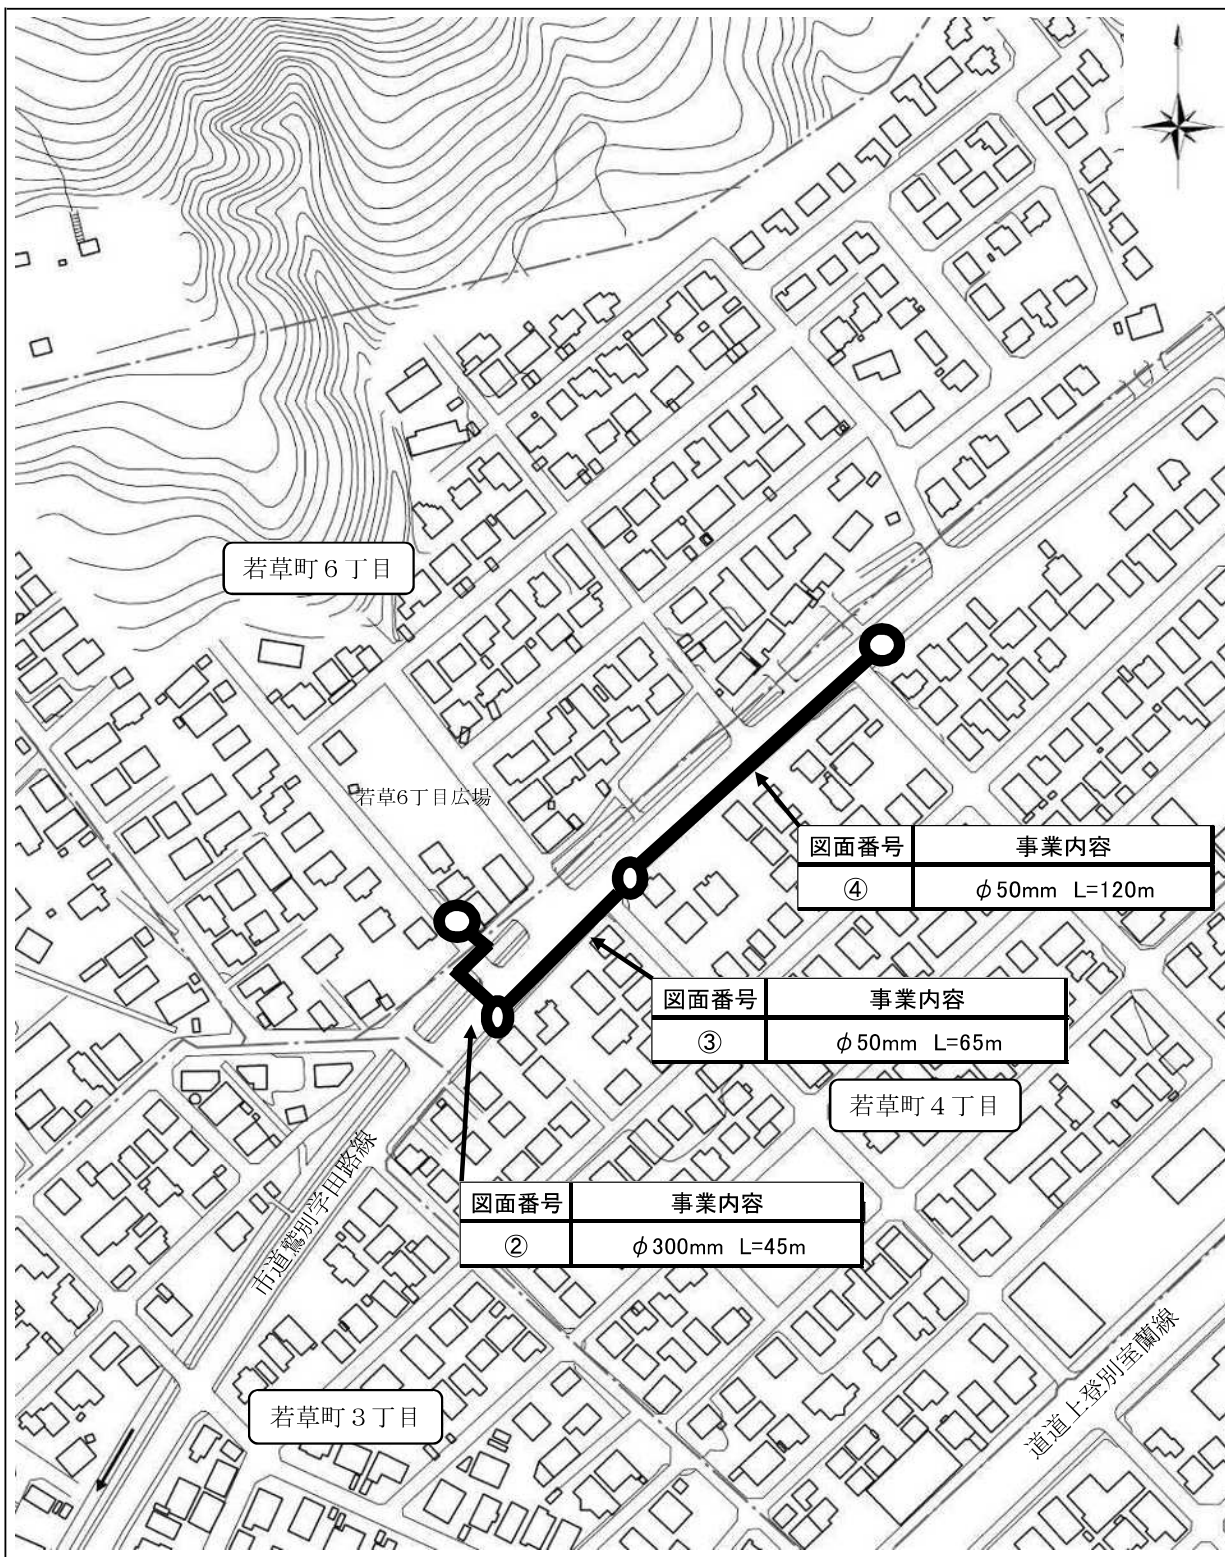 若草町６丁目
若草6丁目広場
図面番号 事業内容
④ φ50mm L=120m
図面番号 事業内容
③ φ50mm L=65m
若草町４丁目
市道鷲別学田路線
図面番号 事業内容
② φ300mm L=45m
道道上登別室蘭線
若草町３丁目